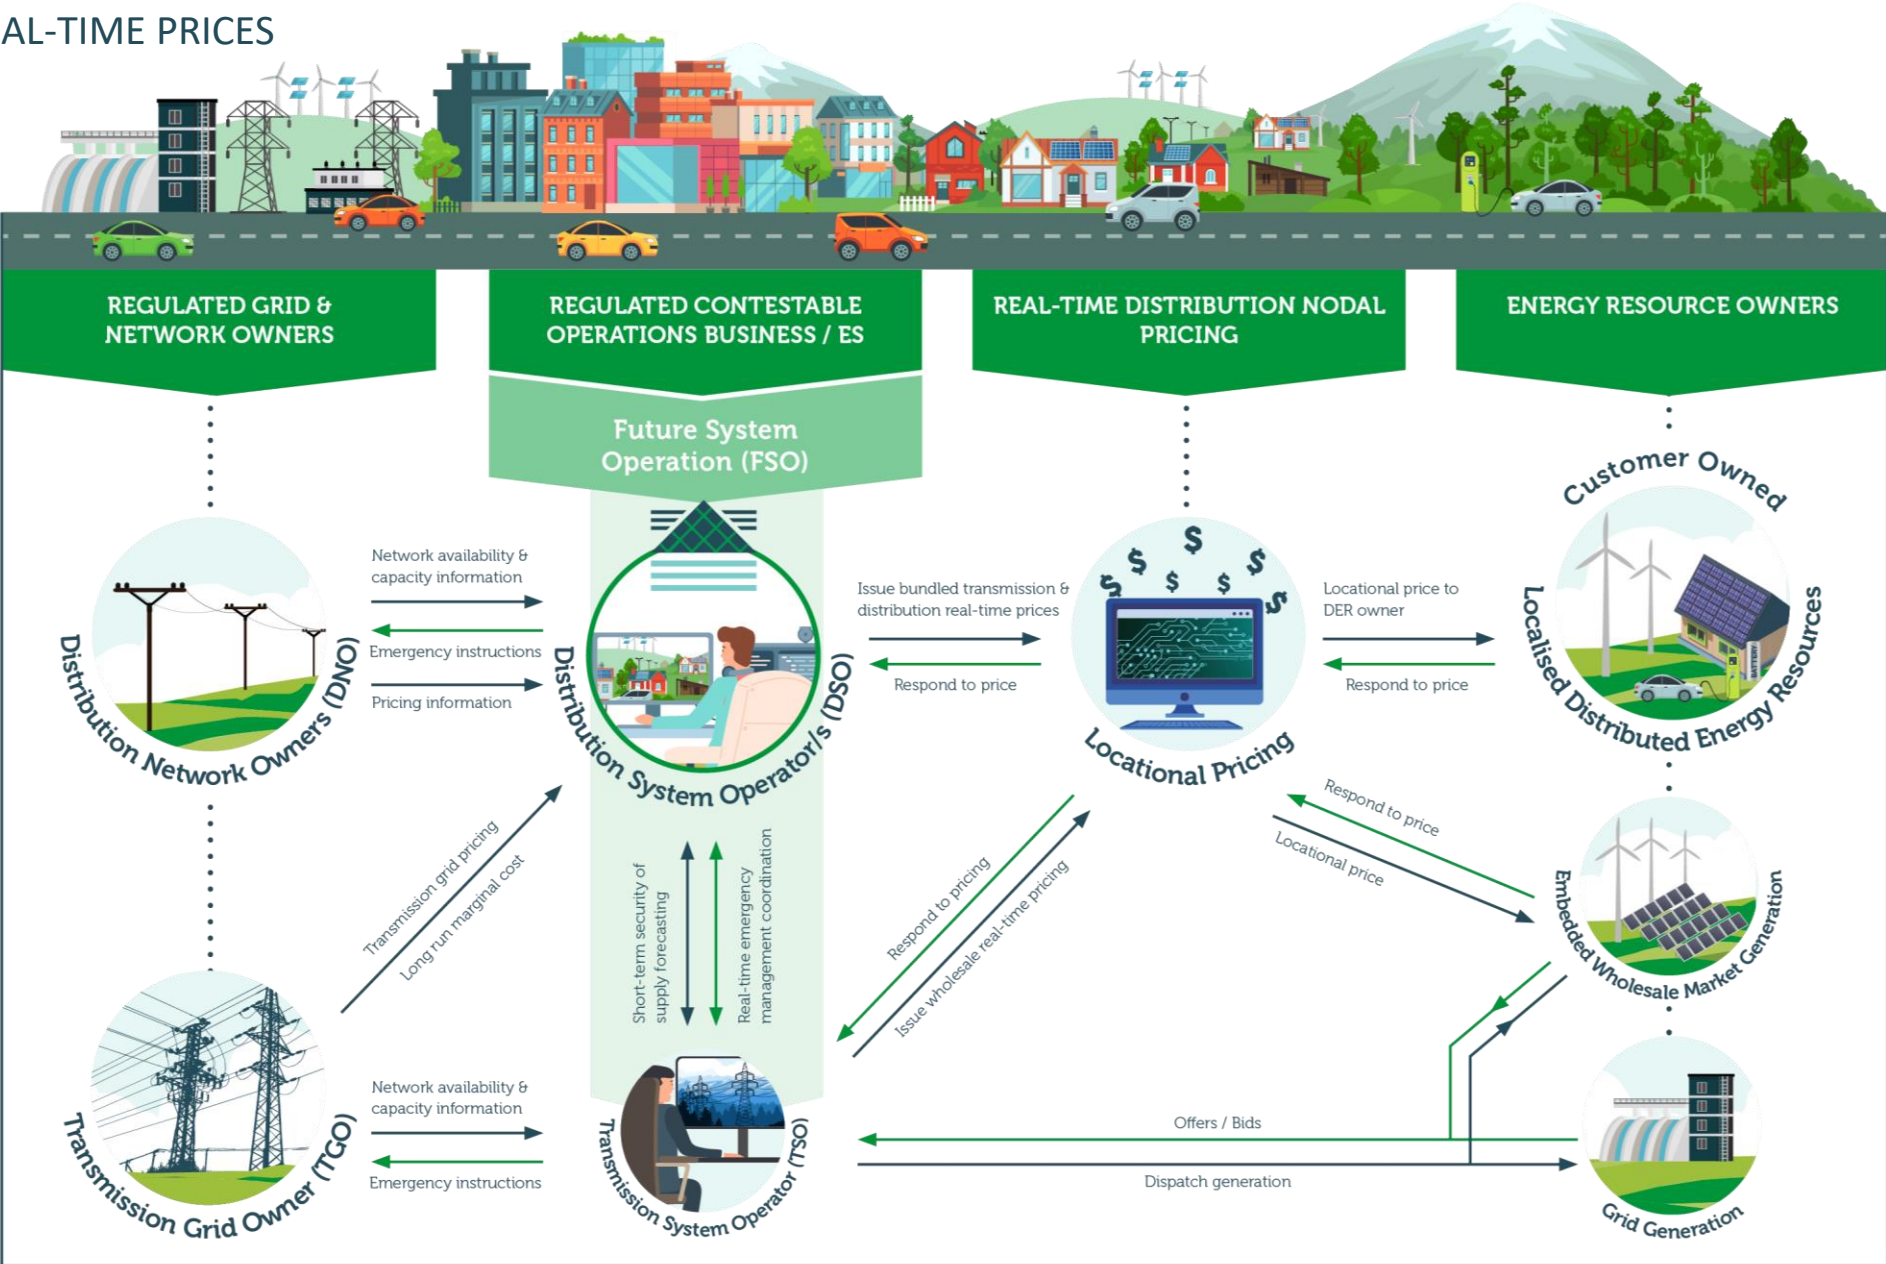 AL-TIME PRICES
REGULATED GRID &
NETWORK OWNERS
REGULATED CONTESTABLE
OPERATIONS BUSINESS / ES
REAL-TIME DISTRIBUTION NODAL
PRICING
ENERGY RESOURCE OWNERS
Future System
Operation (FSO)
Customer Owned
Network availability &
capacity information
Emergency instructions
Pricing information
Distribution Network Owners (DNO)
Distribution System Operator/s (DSO)
Issue bundled transmission &
distribution real-time prices
Respond to price
Locational Pricing
Locational price to
DER owner
Respond to price
BATTERY
Localised Distributed Energy Resources
Transmission grid pricing
Long run marginal cost
Short-term security of
supply forecasting
Real-time emergency
management coordination
Respond to pricing
Issue wholesale real-time pricing
Respond to price
Locational price
Embedded Wholesale Market Generation
Network availability &
capacity information
Emergency instructions
Transmission Grid Owner (TGO)
Transmission System Operator (TSO)
Offers / Bids
Dispatch generation
Grid Generation